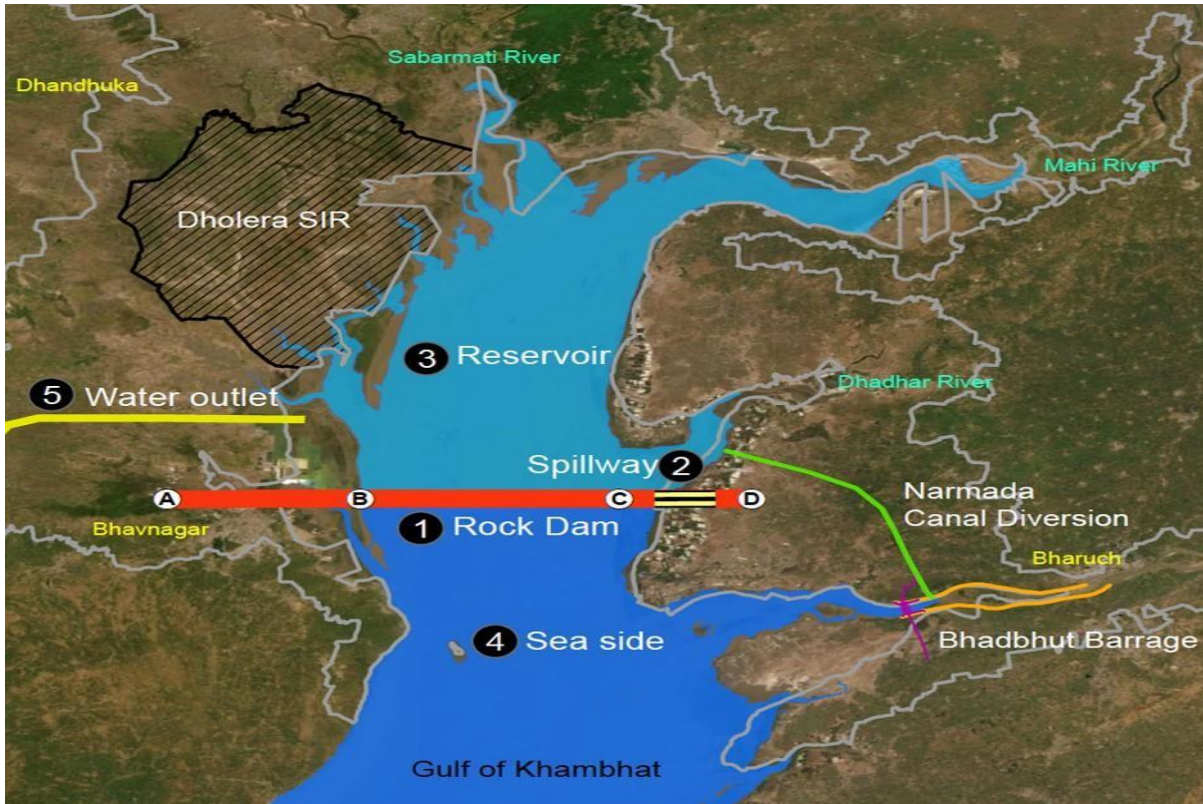 Sabarmati River
Dhandhuka
Mahi River
Dholera SIR
3 Reservoir
Dhadhar River
5 Water outlet
Spillway 2
A B C D
Narmada
Canal Diversion
Bhavnagar
1 Rock Dam
Bharuch
4 Sea side
Bhadbhut Barrage
Gulf of Khambhat